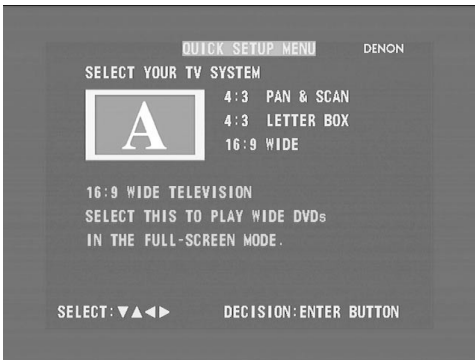 QUICK SETUP MENU DENON
SELECT YOUR TV SYSTEM
A
4:3 PAN & SCAN
4:3 LETTER BOX
16:9 WIDE
16:9 WIDE TELEVISION
SELECT THIS TO PLAY WIDE DVDs
IN THE FULL-SCREEN MODE.
SELECT:▼▲◀▶ DECISION:ENTER BUTTON